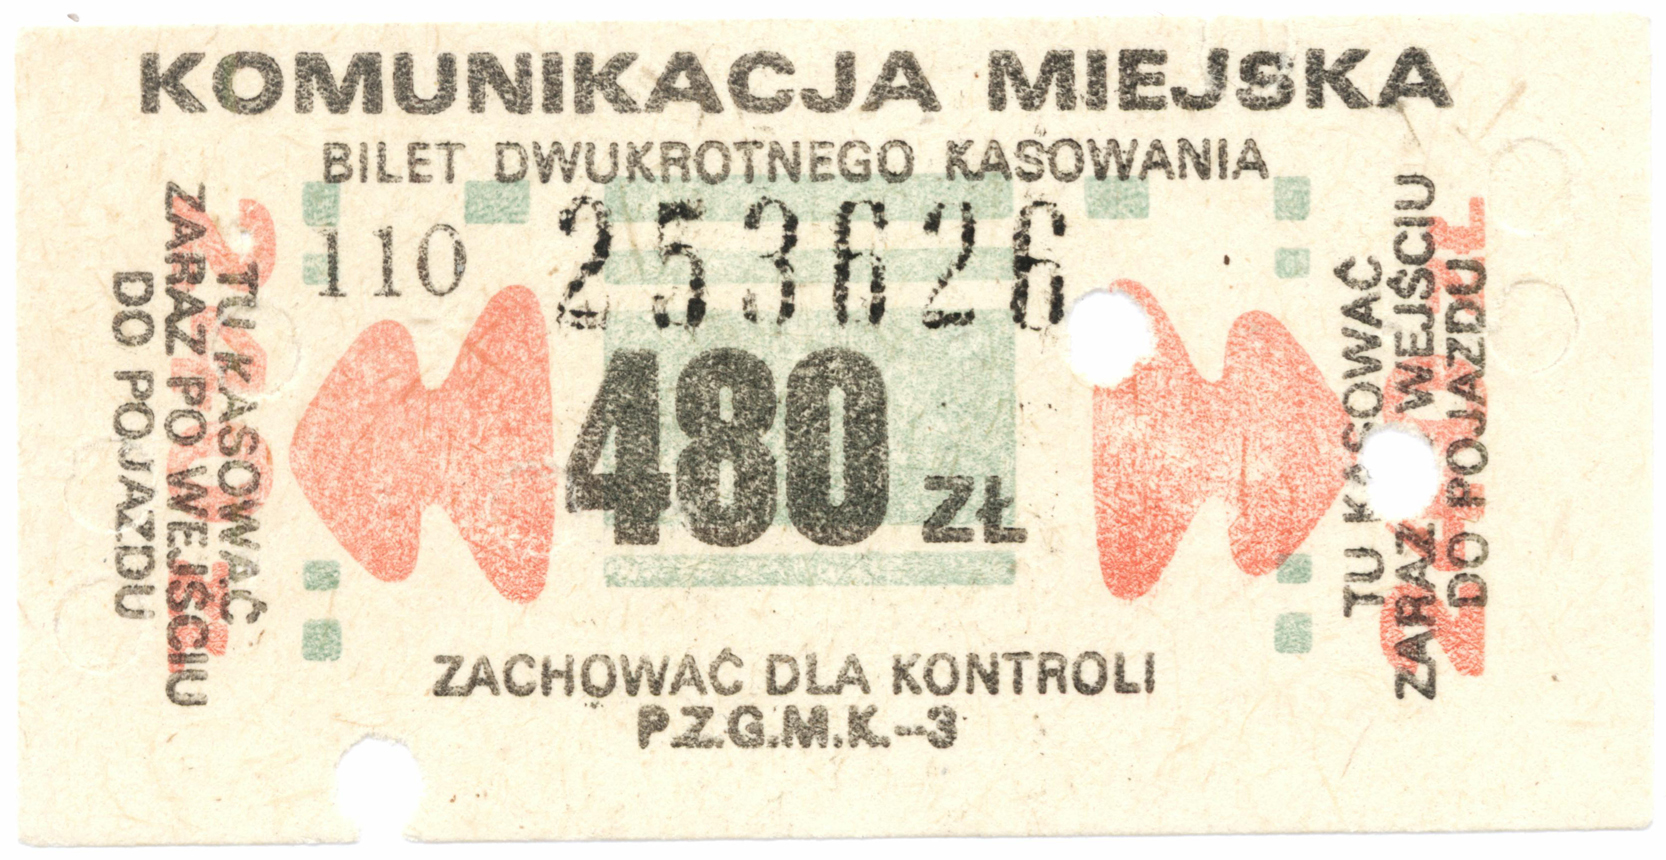 KOMUNIKACJA MIEJSKA
BILET DWUKROTNEGO KASOWANIA
110 253626
480 ZŁ
TU KASOWAĆ
ZARAZ PO WEJŚCIU
DO POJAZDU
TU KASOWAĆ
ZARAZ WEJŚCIU
DO POJAZDU
ZACHOWAĆ DLA KONTROLI
P.Z.G.M.K.--3